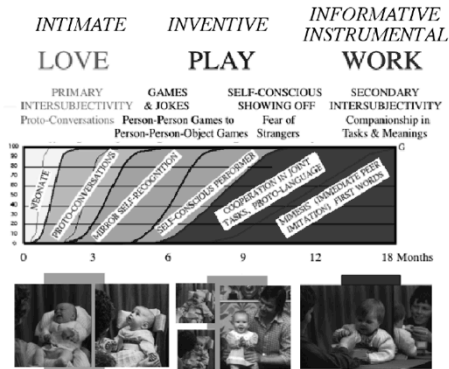 INTIMATE INVENTIVE INFORMATIVE
INSTRUMENTAL
LOVE PLAY WORK
PRIMARY GAMES SELF-CONSCIOUS SECONDARY
INTERSUBJECTIVITY & JOKES SHOWING OFF INTERSUBJECTIVITY
Proto-Conversations Person-Person Games to Fear of Companionship in
Person-Person-Object Games Strangers Tasks & Meanings
100 G
90
80
70
60
50
40
30
20
10
0
NEONATE
PROTO-CONVERSATIONS
MIRROR SELF-RECOGNITION
SELF-CONSCIOUS PERFORMER
COOPERATION IN JOINT
TASKS, PROTO-LANGUAGE
MIMESIS (IMMEDIATE PEER
IMITATION) FIRST WORDS
0 3 6 9 12 18 Months